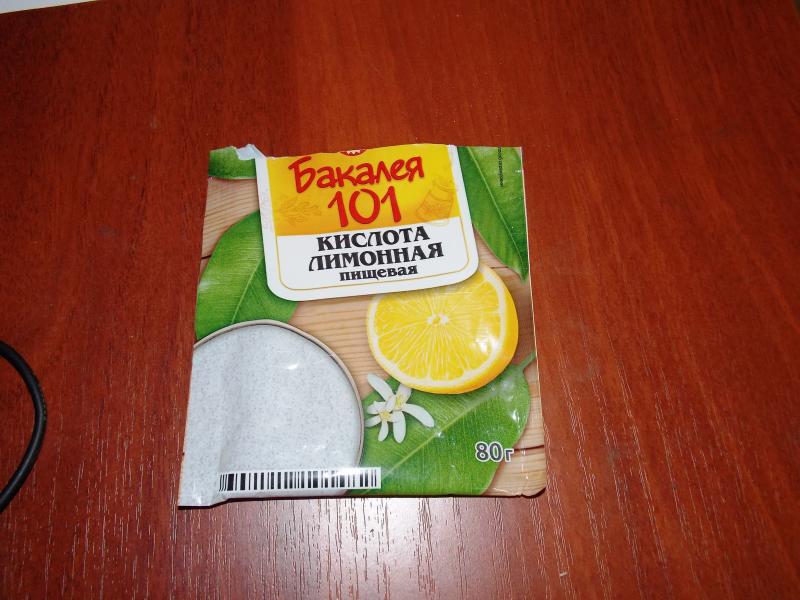 Бакалея
101
КИСЛОТА
ЛИМОННАЯ
пищевая
80г